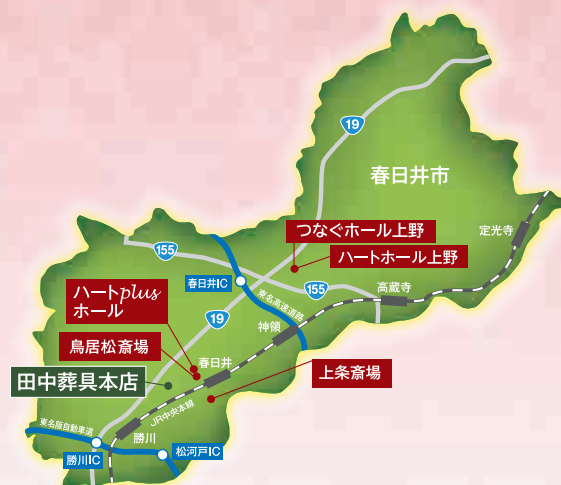 19
春日井市
定光寺
つなぐホール上野
ハートホール上野
155
春日井IC
155
高蔵寺
東名高速道路
ハートplus
ホール
19
神領
鳥居松斎場
春日井
上条斎場
田中葬具本店
JR中央本線
東名阪自動車道
勝川
勝川IC
松河戸IC